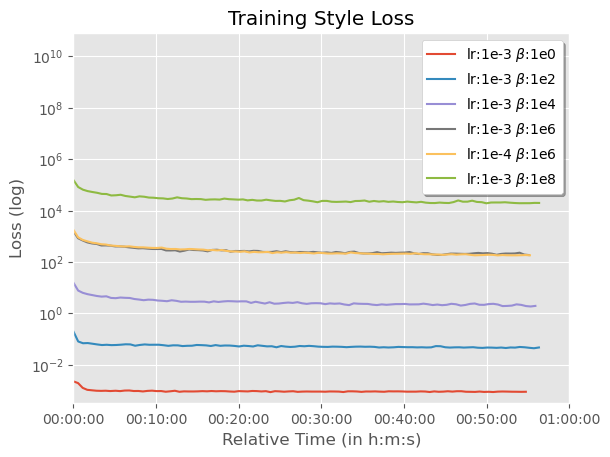 Training Style Loss
Loss (log)
10^10
10^8
10^6
10^4
10^2
10^0
10^−2
lr:1e-3 β:1e0
lr:1e-3 β:1e2
lr:1e-3 β:1e4
lr:1e-3 β:1e6
lr:1e-4 β:1e6
lr:1e-3 β:1e8
00:00:00 00:10:00 00:20:00 00:30:00 00:40:00 00:50:00 01:00:00
Relative Time (in h:m:s)